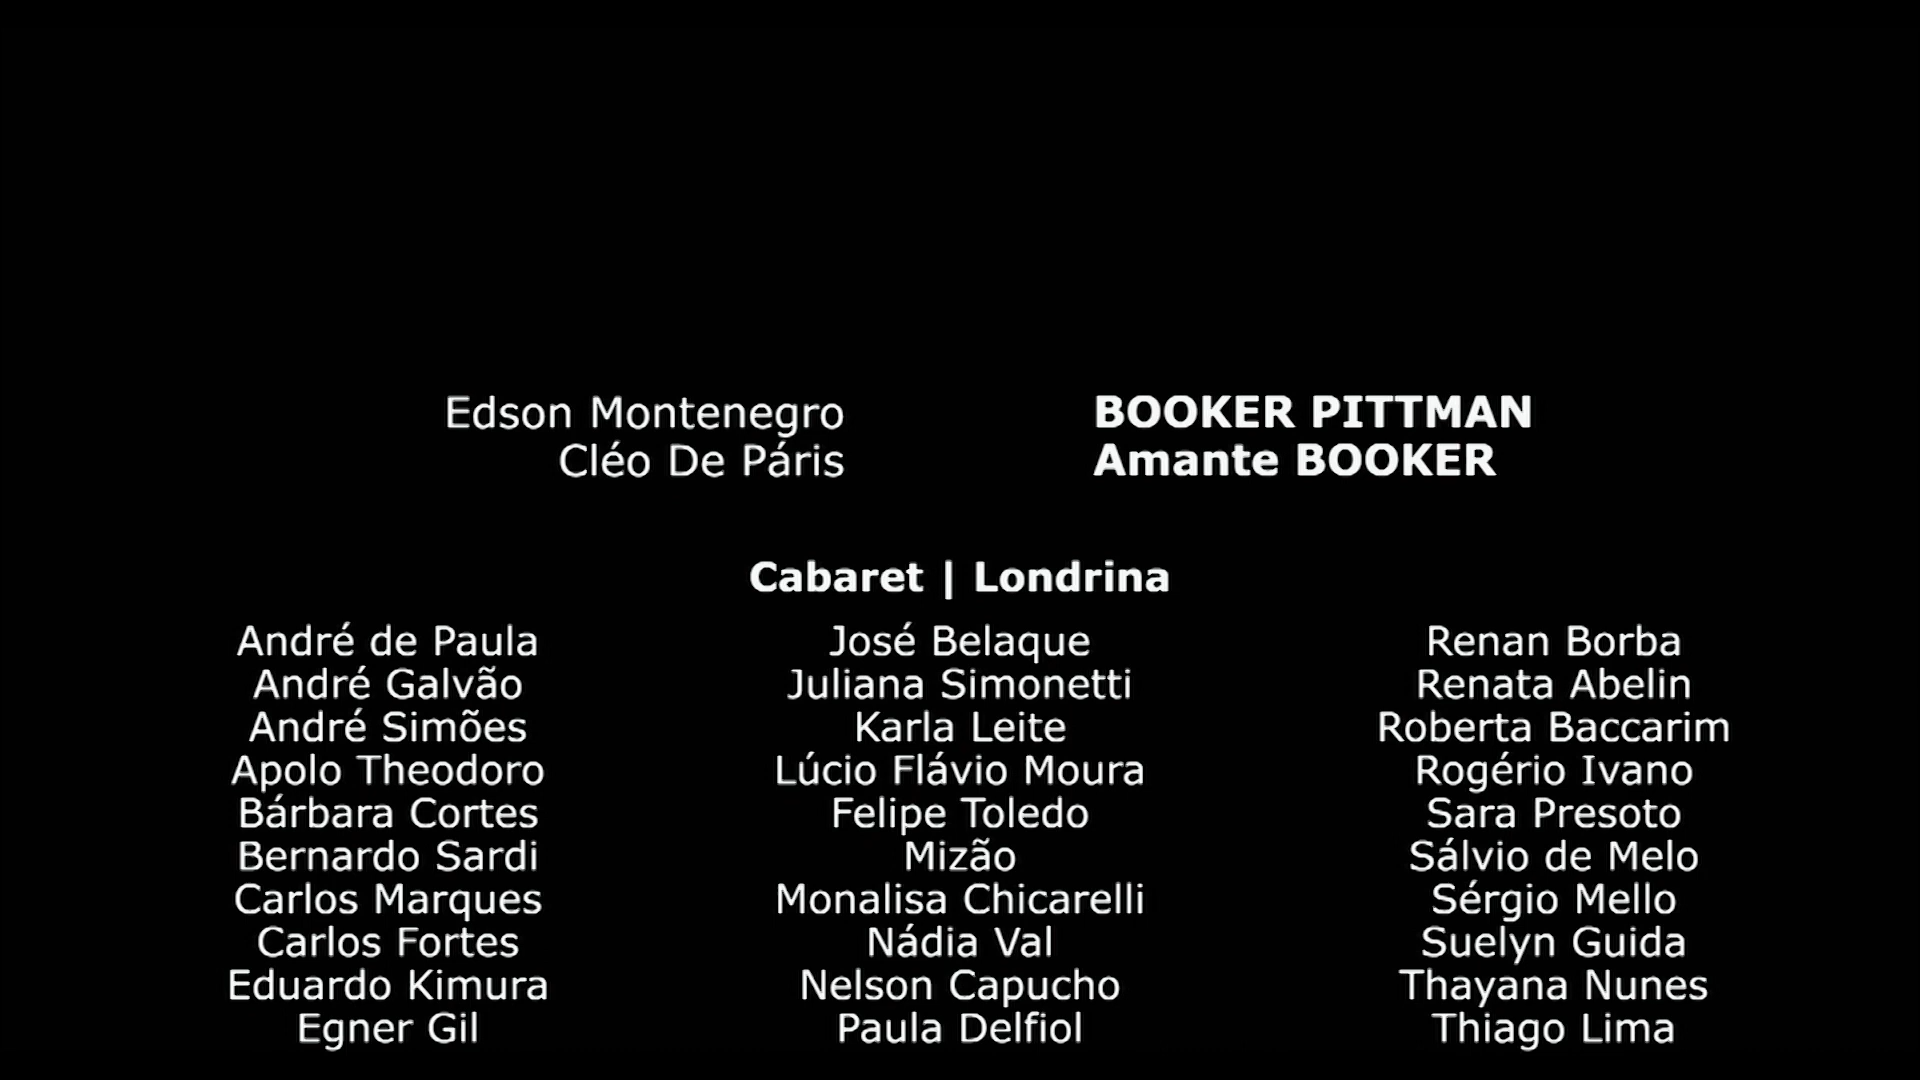 Edson Montenegro BOOKER PITTMAN
Cléo De Páris Amante BOOKER
Cabaret | Londrina
André de Paula José Belaque Renan Borba
André Galvão Juliana Simonetti Renata Abelin
André Simões Karla Leite Roberta Baccarim
Apolo Theodoro Lúcio Flávio Moura Rogério Ivano
Bárbara Cortes Felipe Toledo Sara Presoto
Bernardo Sardi Mizão Sálvio de Melo
Carlos Marques Monalisa Chicarelli Sérgio Mello
Carlos Fortes Nádia Val Suelyn Guida
Eduardo Kimura Nelson Capucho Thayana Nunes
Egner Gil Paula Delfiol Thiago Lima